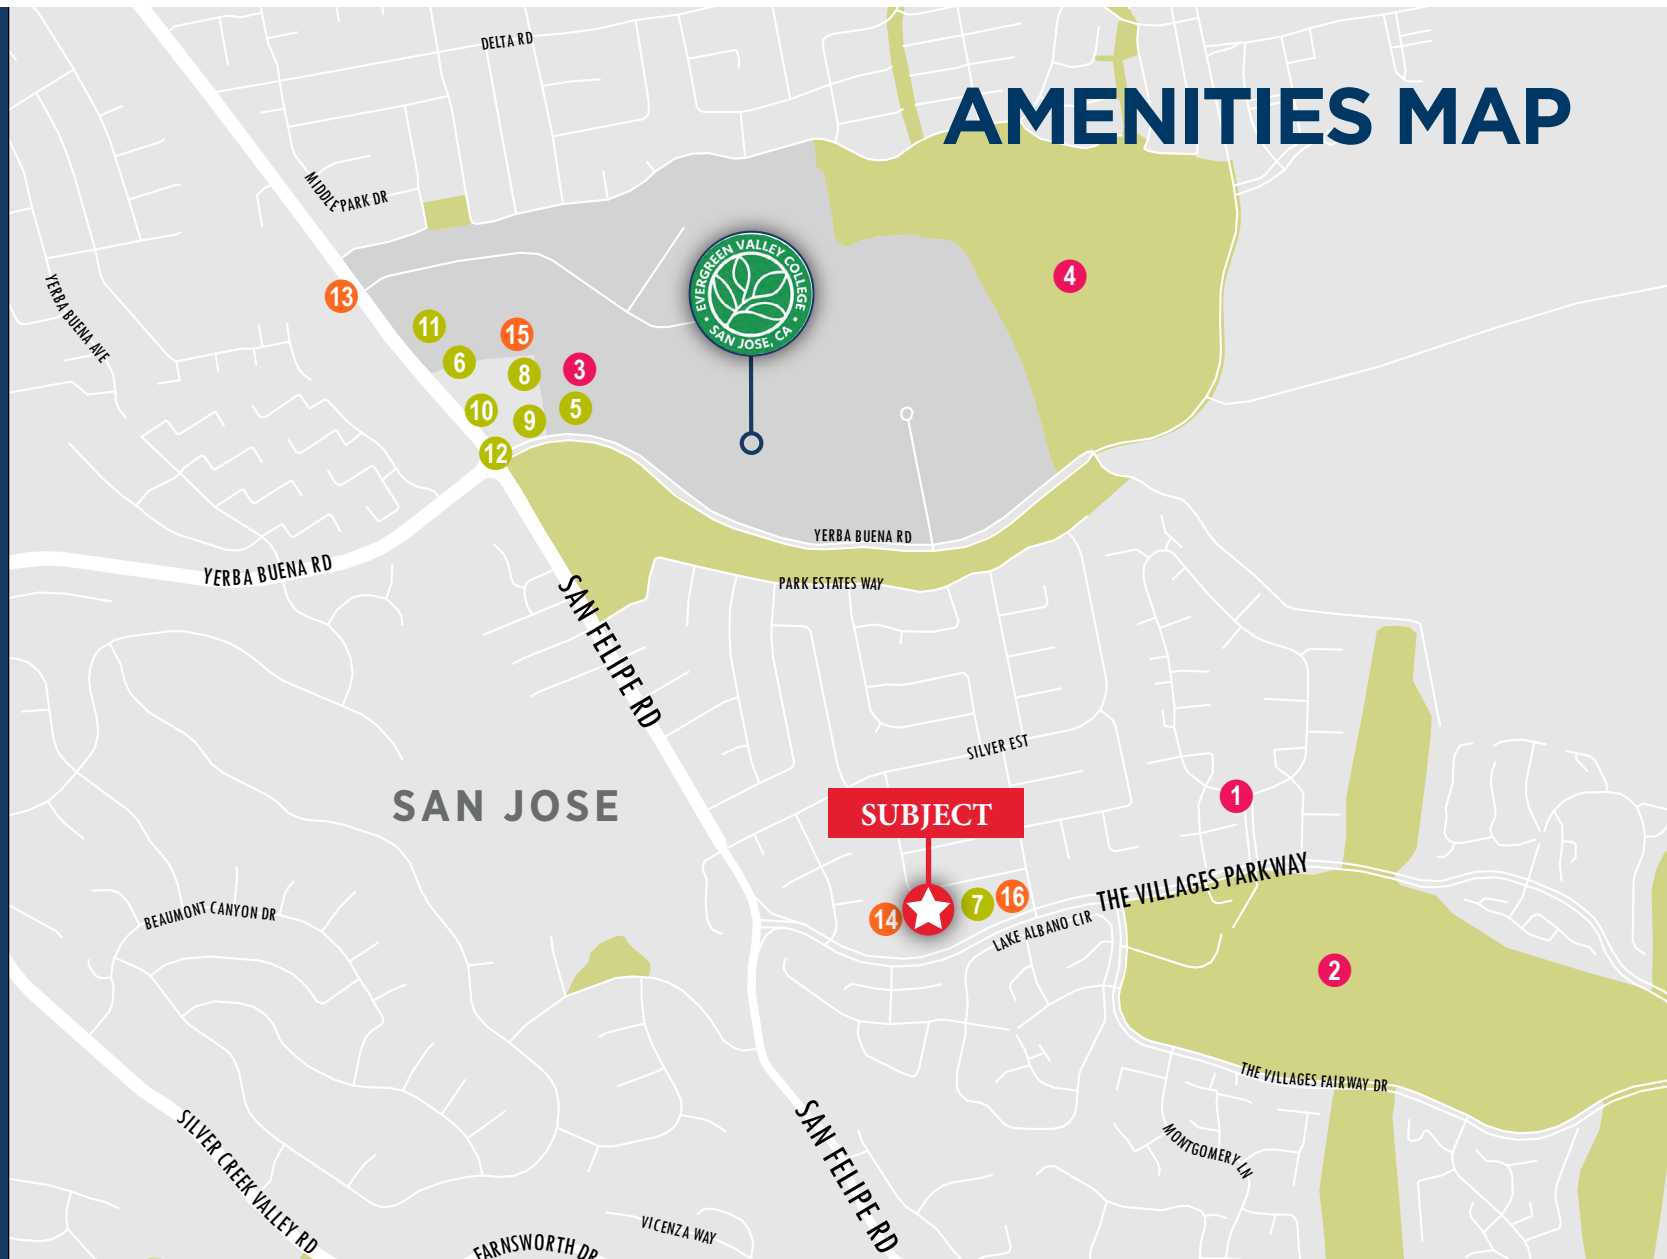 DELTA RD
AMENITIES MAP
MIDDLE PARK DR
YERBA BUENA AVE
EVERGREEN VALLEY COLLEGE
• SAN JOSE, CA •
4
13
11
15
6
8
3
10
9
5
12
YERBA BUENA RD
YERBA BUENA RD
PARK ESTATES WAY
SAN FELIPE RD
SILVER EST
SAN JOSE
1
SUBJECT
THE VILLAGES PARKWAY
14
7
16
BEAUMONT CANYON DR
LAKE ALBANO CIR
2
THE VILLAGES FAIRWAY DR
SILVER CREEK VALLEY RD
SAN FELIPE RD
MONTGOMERY LN
VICENZA WAY
FARNSWORTH DR